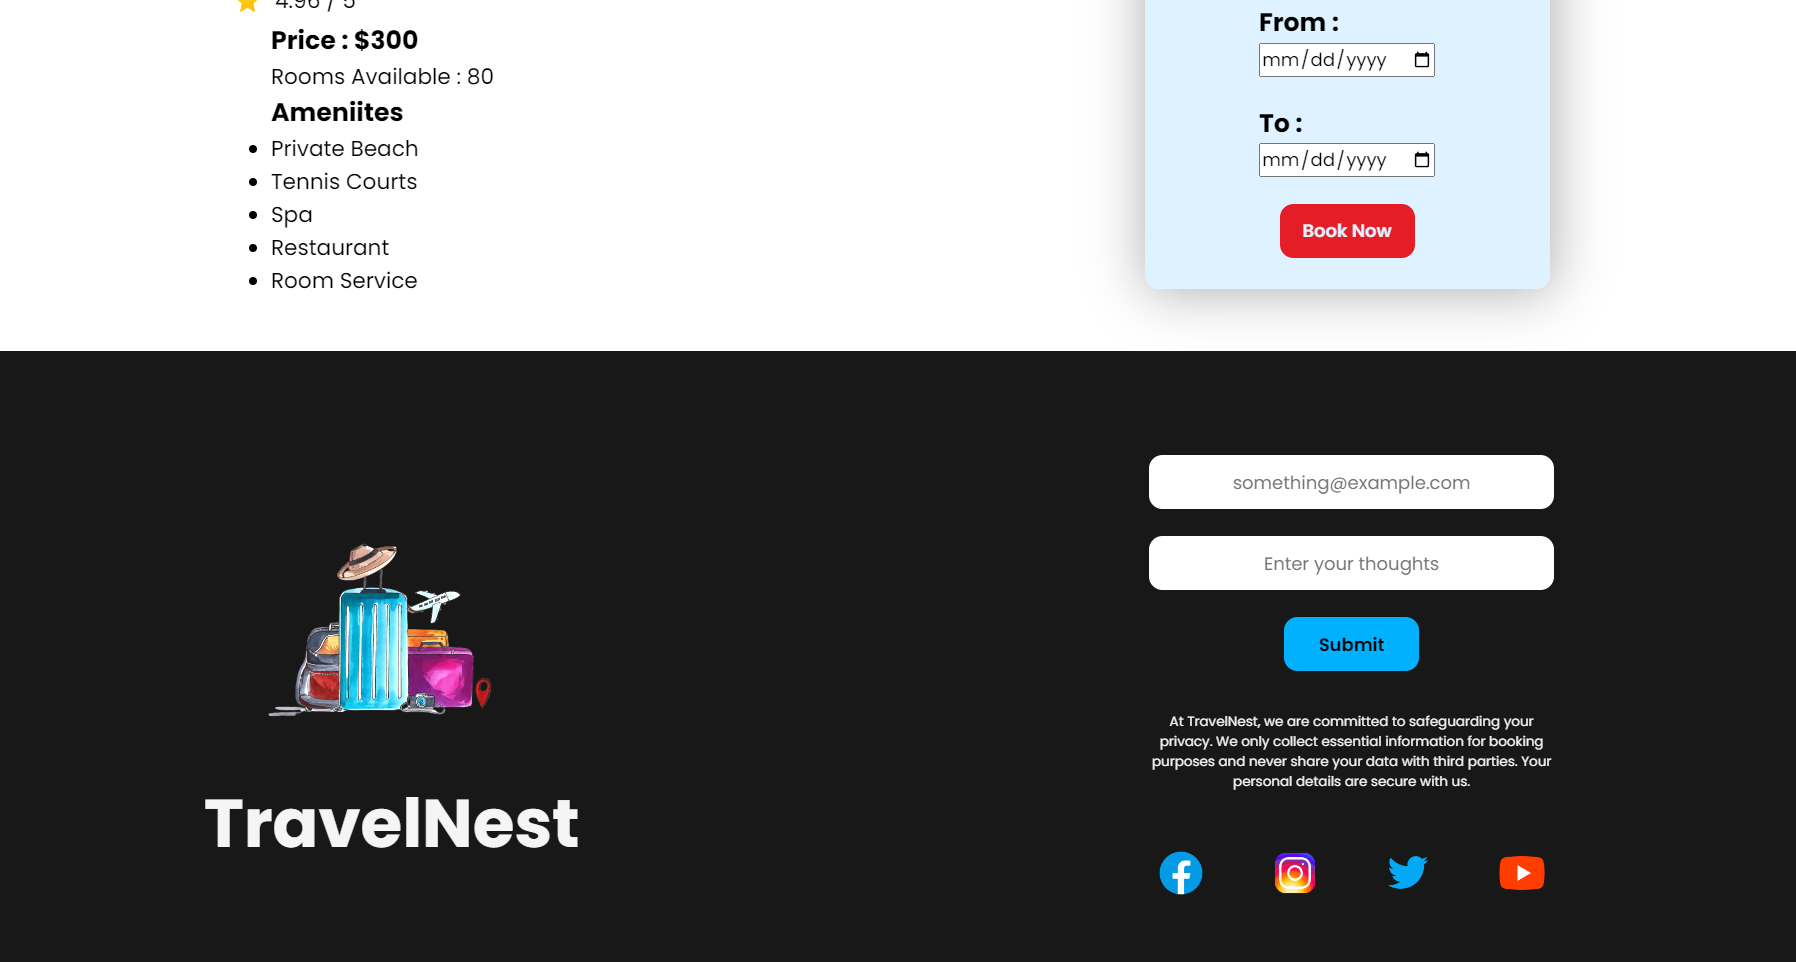 4.96 / 5
Price : $300
Rooms Available : 80
Ameniites
Private Beach
Tennis Courts
Spa
Restaurant
Room Service
From :
mm/dd/yyyy
To :
mm/dd/yyyy
Book Now
TravelNest
something@example.com
Enter your thoughts
Submit
At TravelNest, we are committed to safeguarding your
privacy. We only collect essential information for booking
purposes and never share your data with third parties. Your
personal details are secure with us.